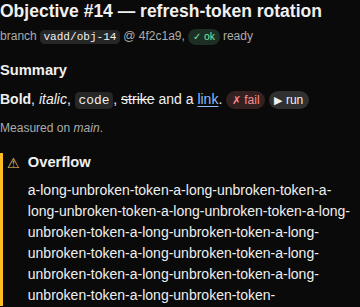 Objective #14 — refresh-token rotation
branch vadd/obj-14 @ 4f2c1a9, ✓ ok ready
Summary
Bold, italic, code, strike and a link. ✗ fail ▶ run
Measured on main.
⚠ Overflow
a-long-unbroken-token-a-long-unbroken-token-a-
long-unbroken-token-a-long-unbroken-token-a-long-
unbroken-token-a-long-unbroken-token-a-long-
unbroken-token-a-long-unbroken-token-a-long-
unbroken-token-a-long-unbroken-token-a-long-
unbroken-token-a-long-unbroken-token-